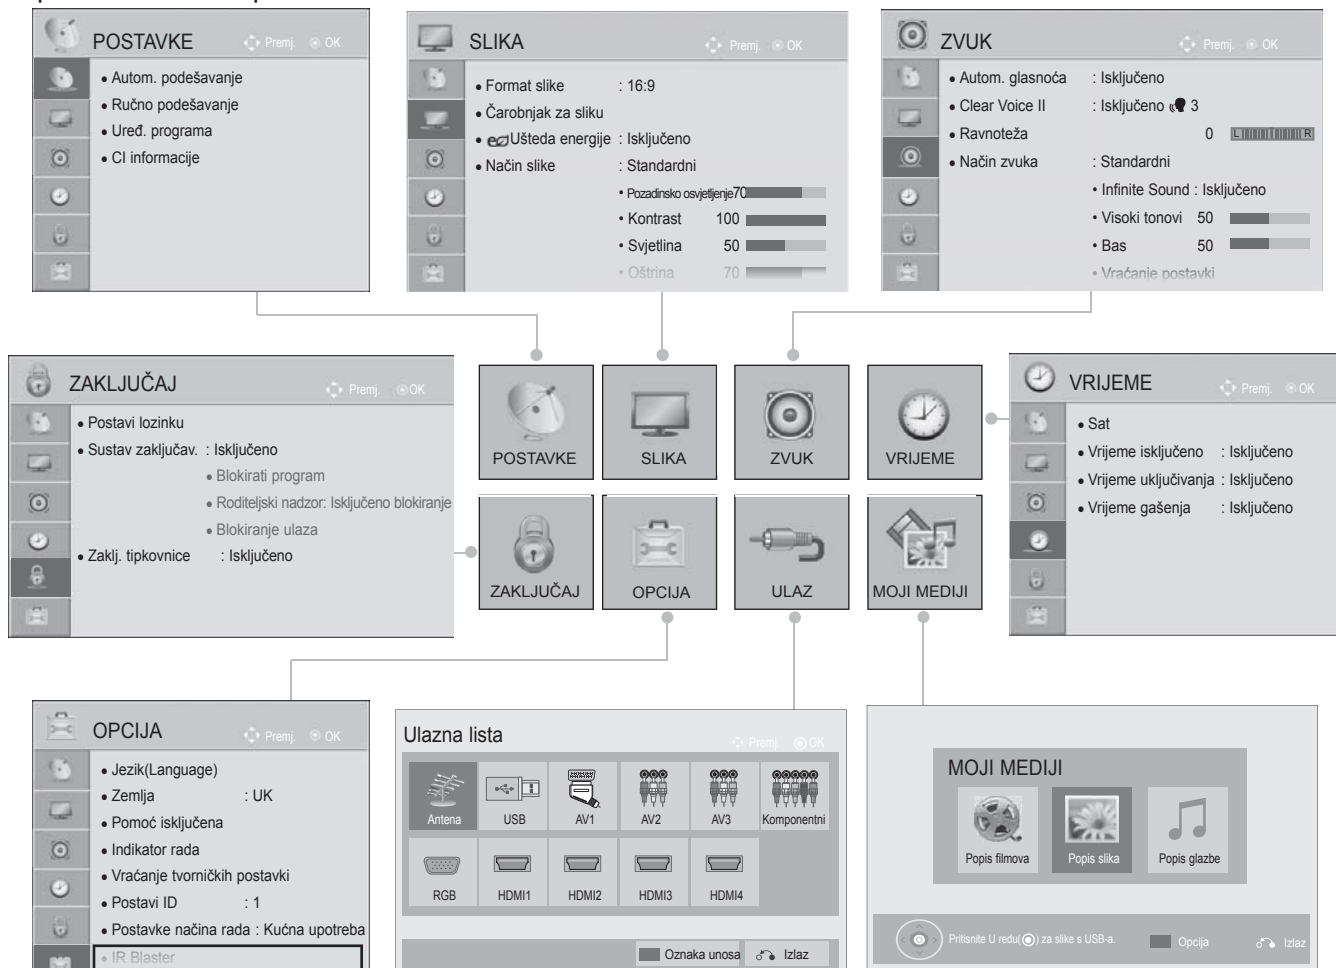 POSTAVKE
Premj. OK
• Autom. podešavanje
• Ručno podešavanje
• Uređ. programa
• CI informacije
SLIKA
Premj. OK
• Format slike : 16:9
• Čarobnjak za sliku
• Ušteda energije : Isključeno
• Način slike : Standardni
• Pozadinsko osvjetljenje70
• Kontrast 100
• Svjetlina 50
• Oštrina 70
ZVUK
Premj. OK
• Autom. glasnoća : Isključeno
• Clear Voice II : Isključeno 3
• Ravnoteža 0 L R
• Način zvuka : Standardni
• Infinite Sound : Isključeno
• Visoki tonovi 50
• Bas 50
• Vraćanje postavki
ZAKLJUČAJ
Premj. OK
• Postavi lozinku
• Sustav zaključav. : Isključeno
• Blokirati program
• Roditeljski nadzor: Isključeno blokiranje
• Blokiranje ulaza
• Zaklj. tipkovnice : Isključeno
POSTAVKE
SLIKA
ZVUK
VRIJEME
ZAKLJUČAJ
OPCIJA
ULAZ
MOJI MEDIJI
VRIJEME
Premj. OK
• Sat
• Vrijeme isključeno : Isključeno
• Vrijeme uključivanja : Isključeno
• Vrijeme gašenja : Isključeno
OPCIJA
Premj. OK
• Jezik(Language)
• Zemlja : UK
• Pomoć isključena
• Indikator rada
• Vraćanje tvorničkih postavki
• Postavi ID : 1
• Postavke načina rada : Kućna upotreba
• IR Blaster
Ulazna lista
Premj. OK
Antena
USB
AV1
AV2
AV3
Komponentni
RGB
HDMI1
HDMI2
HDMI3
HDMI4
Oznaka unosa
Izlaz
MOJI MEDIJI
Popis filmova
Popis slika
Popis glazbe
Pritisnite U redu(◉) za slike s USB-a.
Opcija
Izlaz